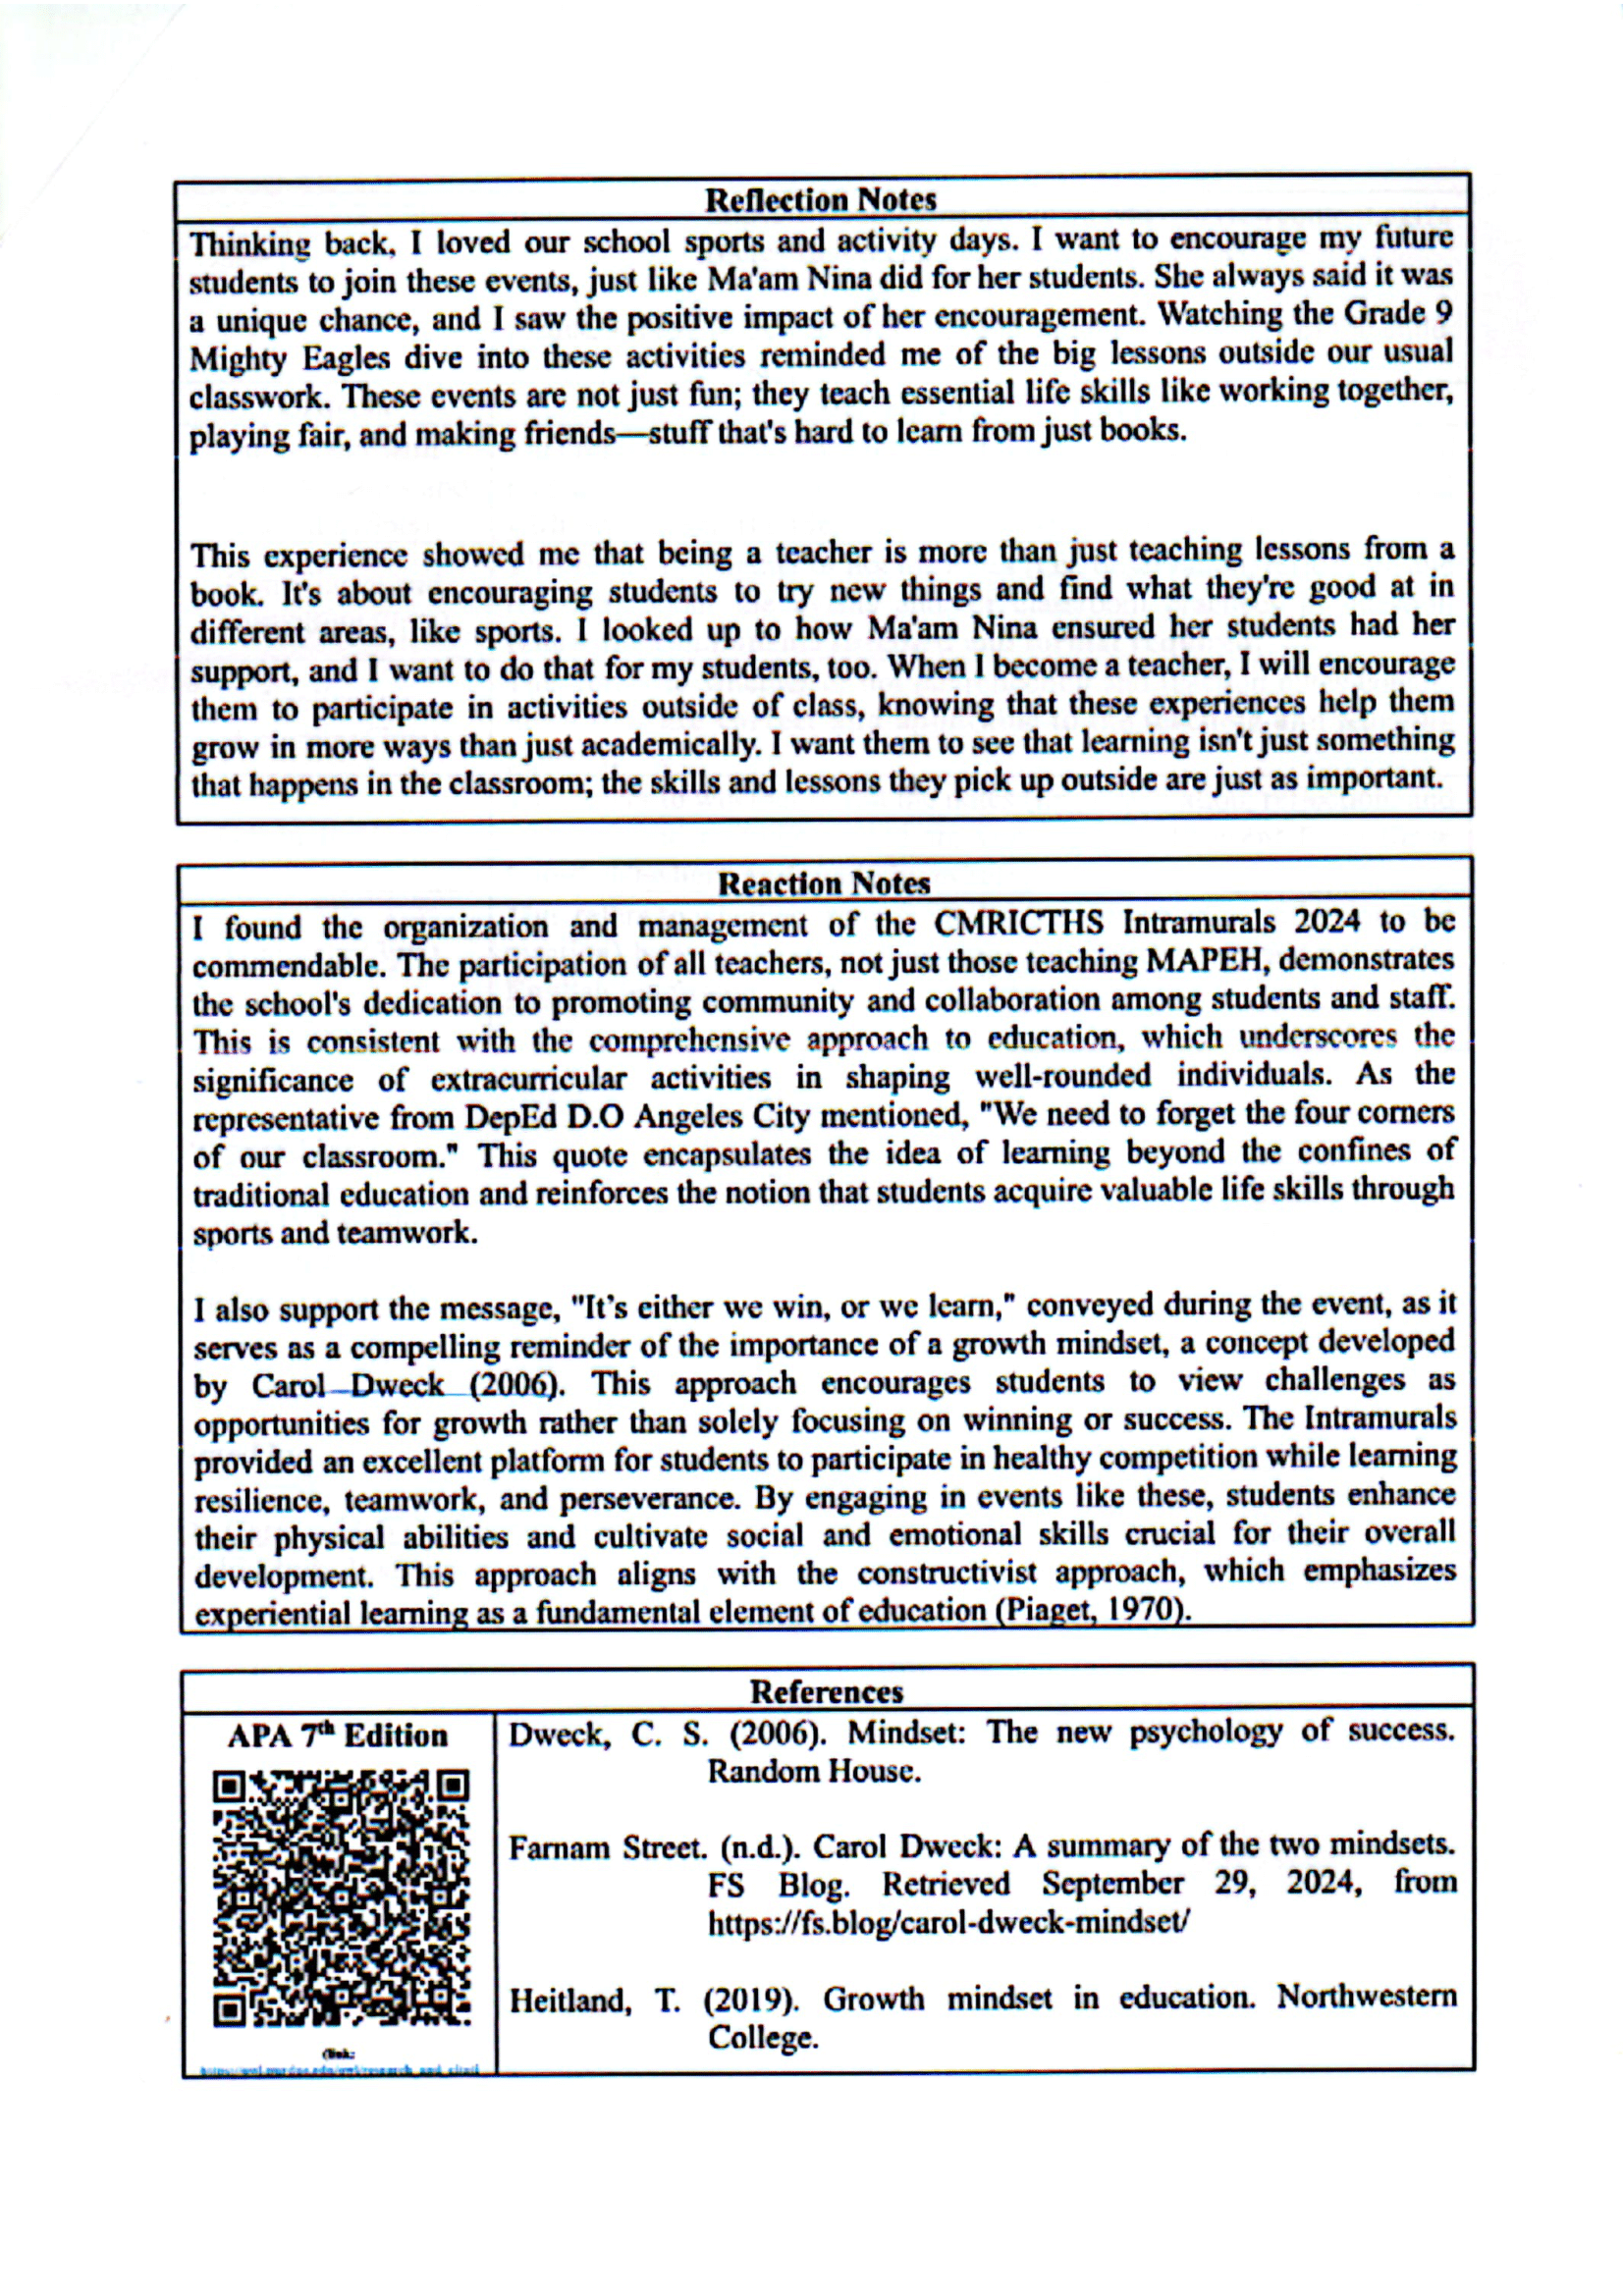 Reflection Notes
Thinking back, I loved our school sports and activity days. I want to encourage my future
students to join these events, just like Ma'am Nina did for her students. She always said it was
a unique chance, and I saw the positive impact of her encouragement. Watching the Grade 9
Mighty Eagles dive into these activities reminded me of the big lessons outside our usual
classwork. These events are not just fun; they teach essential life skills like working together,
playing fair, and making friends—stuff that's hard to learn from just books.
This experience showed me that being a teacher is more than just teaching lessons from a
book. It's about encouraging students to try new things and find what they're good at in
different areas, like sports. I looked up to how Ma'am Nina ensured her students had her
support, and I want to do that for my students, too. When I become a teacher, I will encourage
them to participate in activities outside of class, knowing that these experiences help them
grow in more ways than just academically. I want them to see that learning isn't just something
that happens in the classroom; the skills and lessons they pick up outside are just as important.
Reaction Notes
I found the organization and management of the CMRICTHS Intramurals 2024 to be
commendable. The participation of all teachers, not just those teaching MAPEH, demonstrates
the school's dedication to promoting community and collaboration among students and staff.
This is consistent with the comprehensive approach to education, which underscores the
significance of extracurricular activities in shaping well-rounded individuals. As the
representative from DepEd D.O Angeles City mentioned, "We need to forget the four corners
of our classroom." This quote encapsulates the idea of learning beyond the confines of
traditional education and reinforces the notion that students acquire valuable life skills through
sports and teamwork.
I also support the message, "It’s either we win, or we learn," conveyed during the event, as it
serves as a compelling reminder of the importance of a growth mindset, a concept developed
by Carol Dweck (2006). This approach encourages students to view challenges as
opportunities for growth rather than solely focusing on winning or success. The Intramurals
provided an excellent platform for students to participate in healthy competition while learning
resilience, teamwork, and perseverance. By engaging in events like these, students enhance
their physical abilities and cultivate social and emotional skills crucial for their overall
development. This approach aligns with the constructivist approach, which emphasizes
experiential learning as a fundamental element of education (Piaget, 1970).
References
APA 7th Edition
(link:
Dweck, C. S. (2006). Mindset: The new psychology of success.
Random House.
Farnam Street. (n.d.). Carol Dweck: A summary of the two mindsets.
FS Blog. Retrieved September 29, 2024, from
https://fs.blog/carol-dweck-mindset/
Heitland, T. (2019). Growth mindset in education. Northwestern
College.